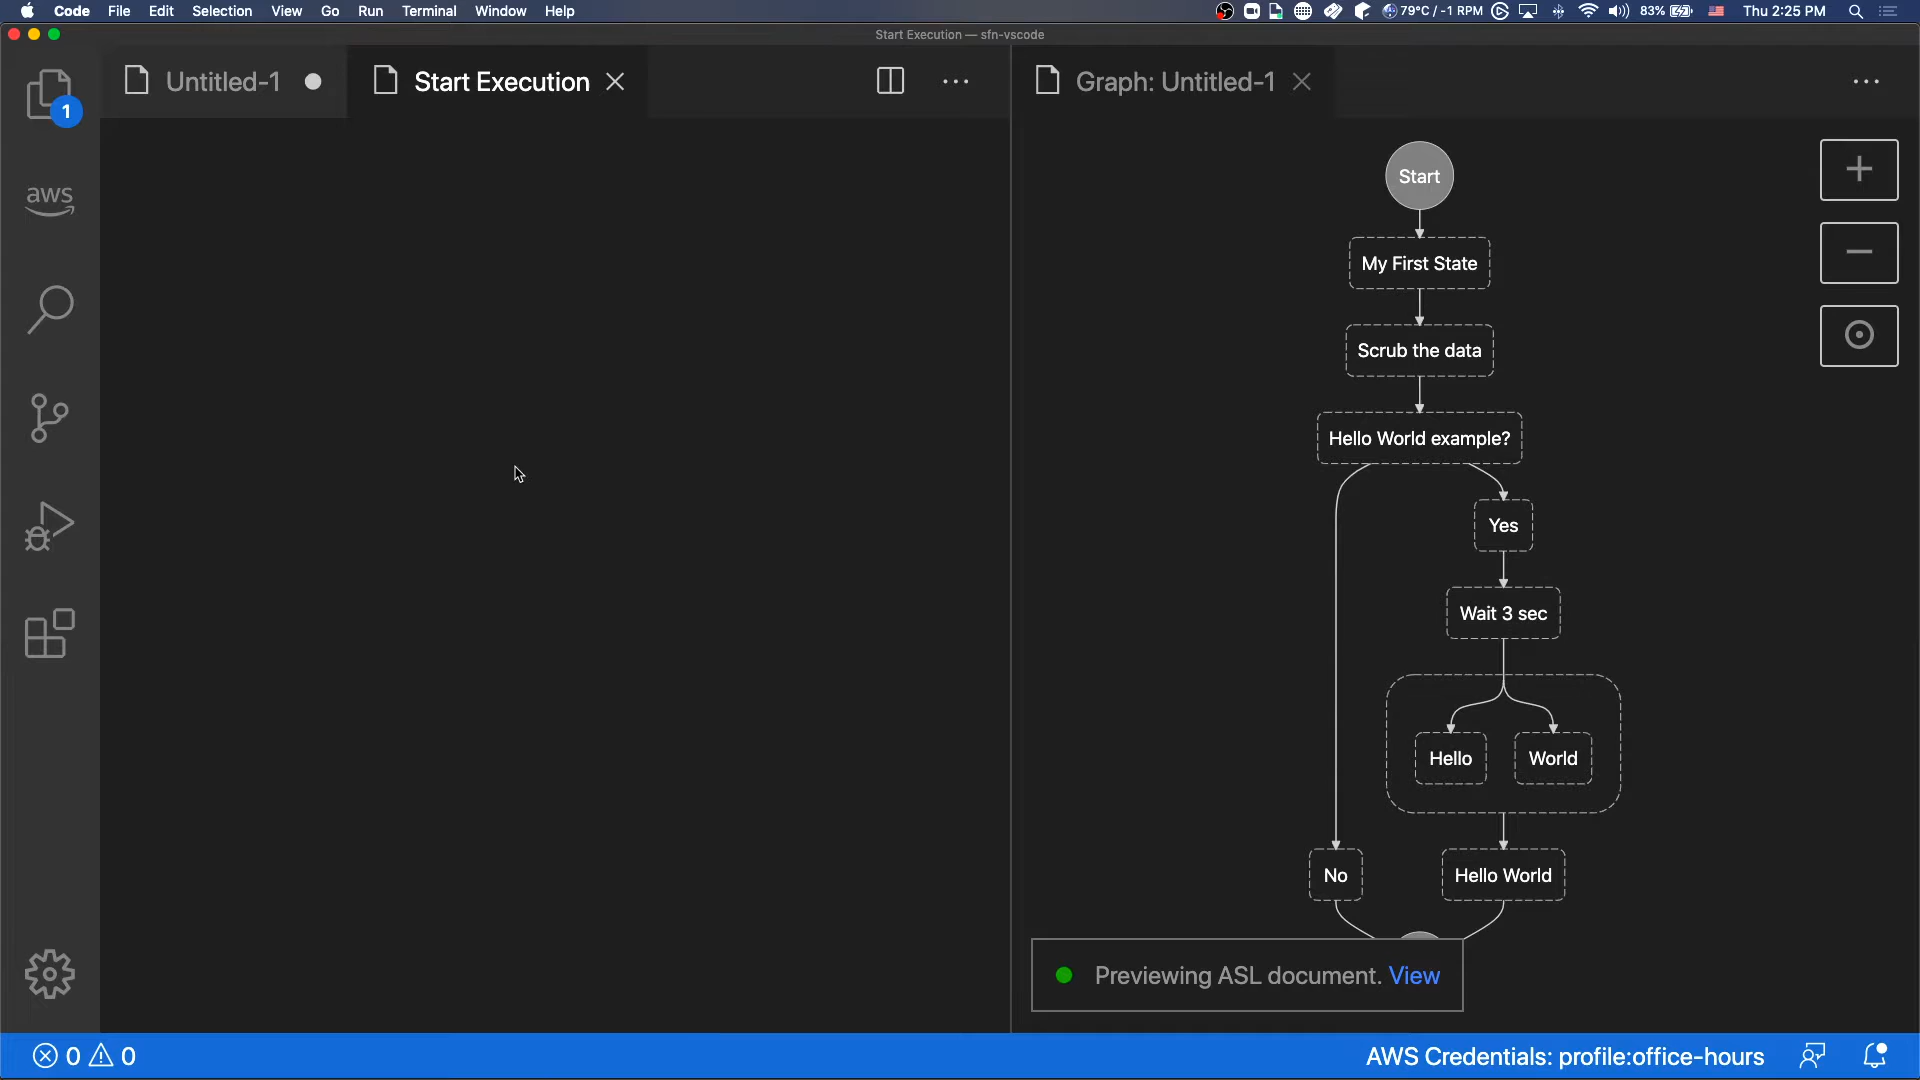 Code File Edit Selection View Go Run Terminal Window Help
79°C / -1 RPM 83% Thu 2:25 PM
Start Execution — sfn-vscode
Untitled-1
Start Execution
Graph: Untitled-1
1
aws
Start
My First State
Scrub the data
Hello World example?
Yes
Wait 3 sec
Hello World
No
Hello World
Previewing ASL document. View
0 0
AWS Credentials: profile:office-hours